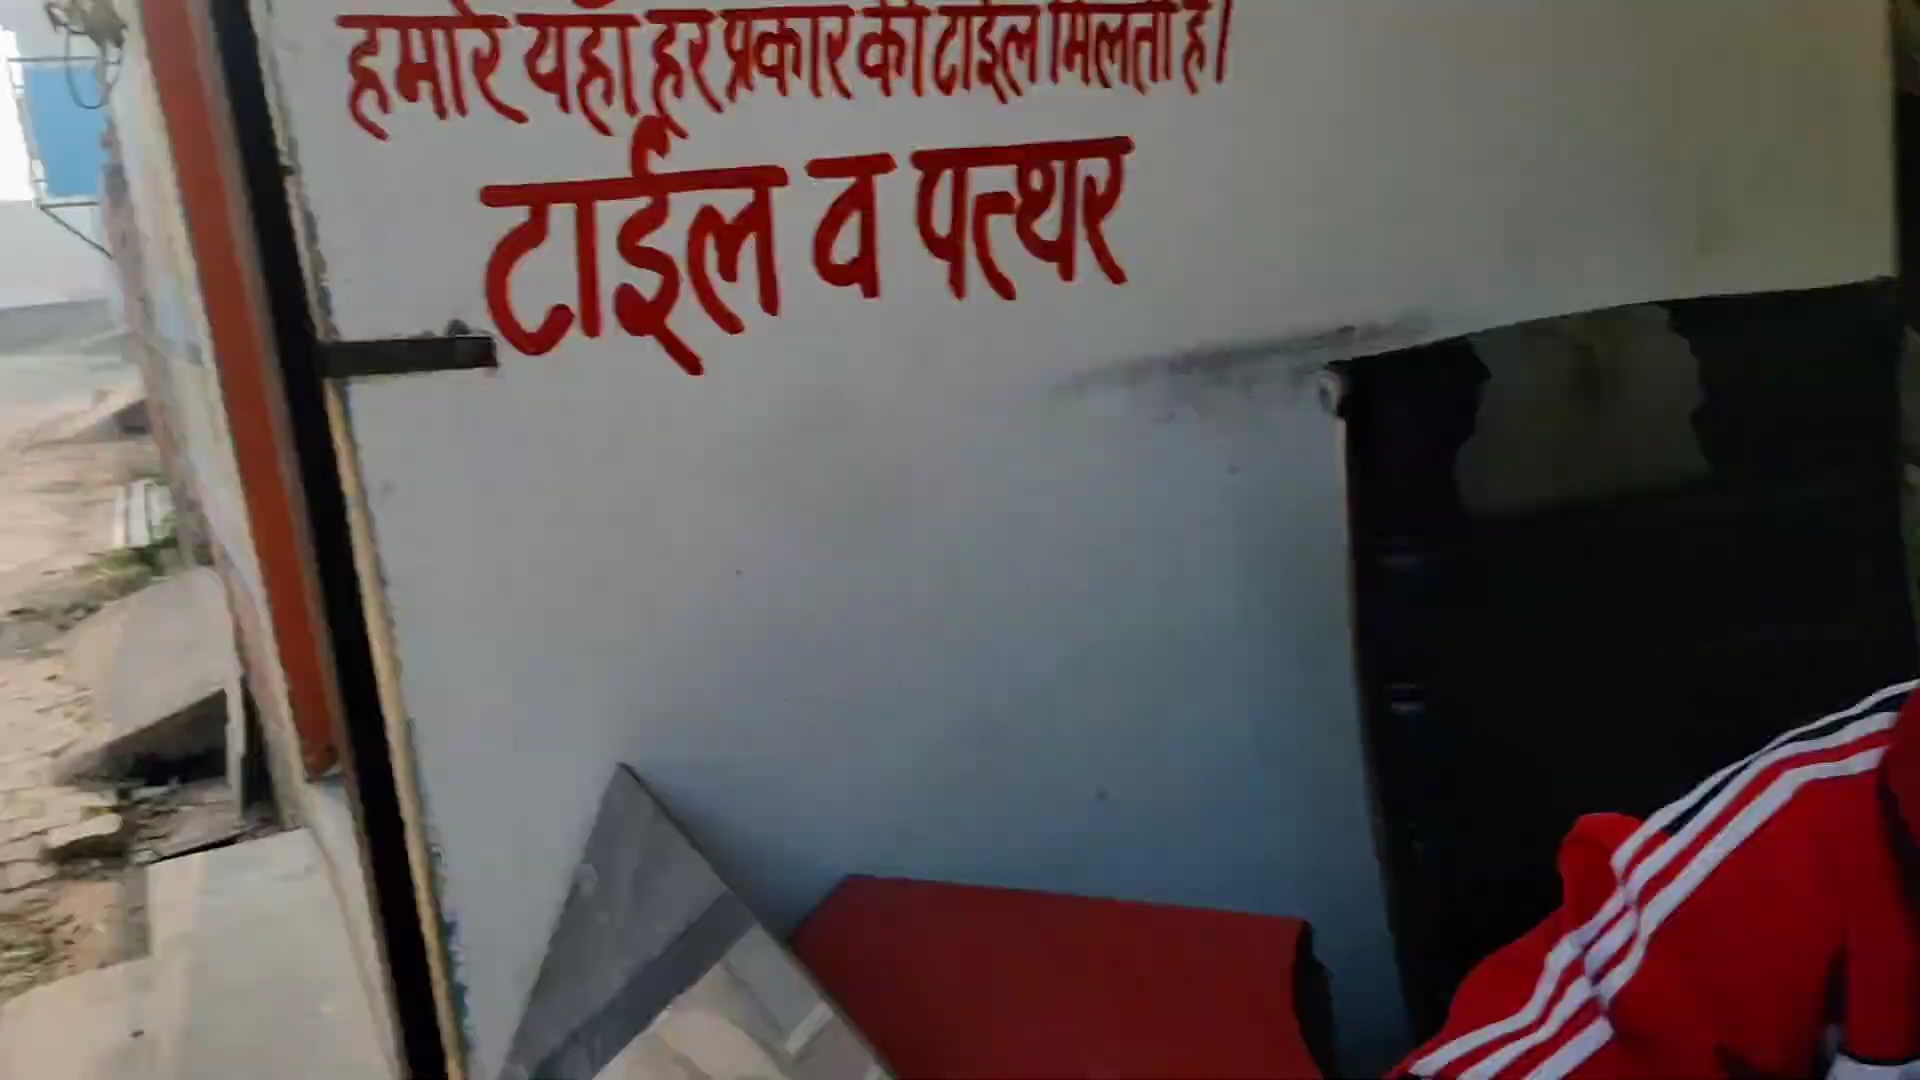 हमारे यहाँ हर प्रकार की टाईल मिलती है।
टाईल व पत्थर